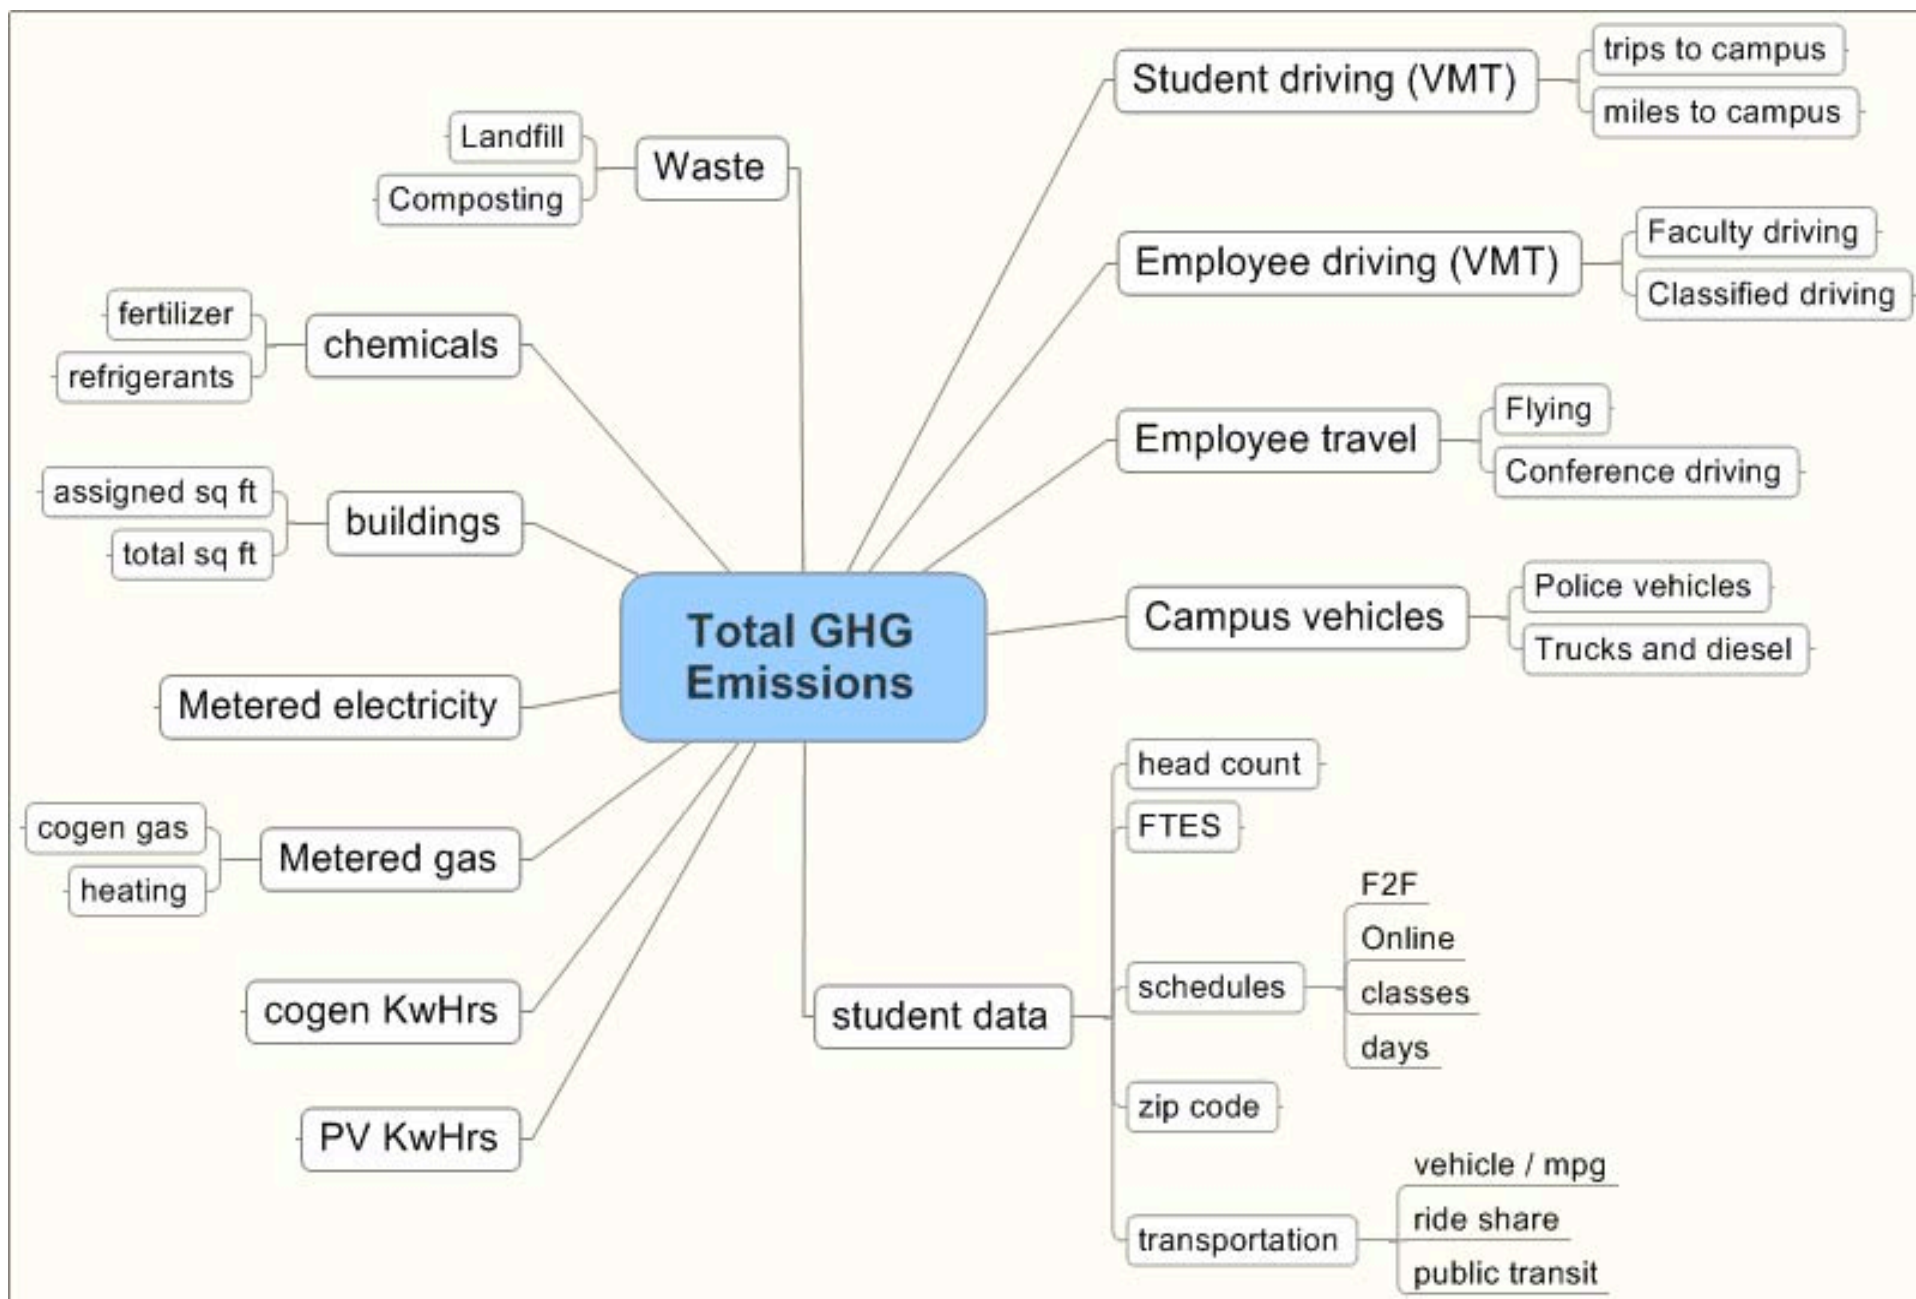 Student driving (VMT)
trips to campus
miles to campus
Landfill
Waste
Composting
Employee driving (VMT)
Faculty driving
Classified driving
fertilizer
chemicals
refrigerants
Employee travel
Flying
Conference driving
assigned sq ft
buildings
total sq ft
Total GHG
Emissions
Campus vehicles
Police vehicles
Trucks and diesel
Metered electricity
cogen gas
Metered gas
heating
cogen KwHrs
PV KwHrs
student data
head count
FTES
schedules
F2F
Online
classes
days
zip code
transportation
vehicle / mpg
ride share
public transit